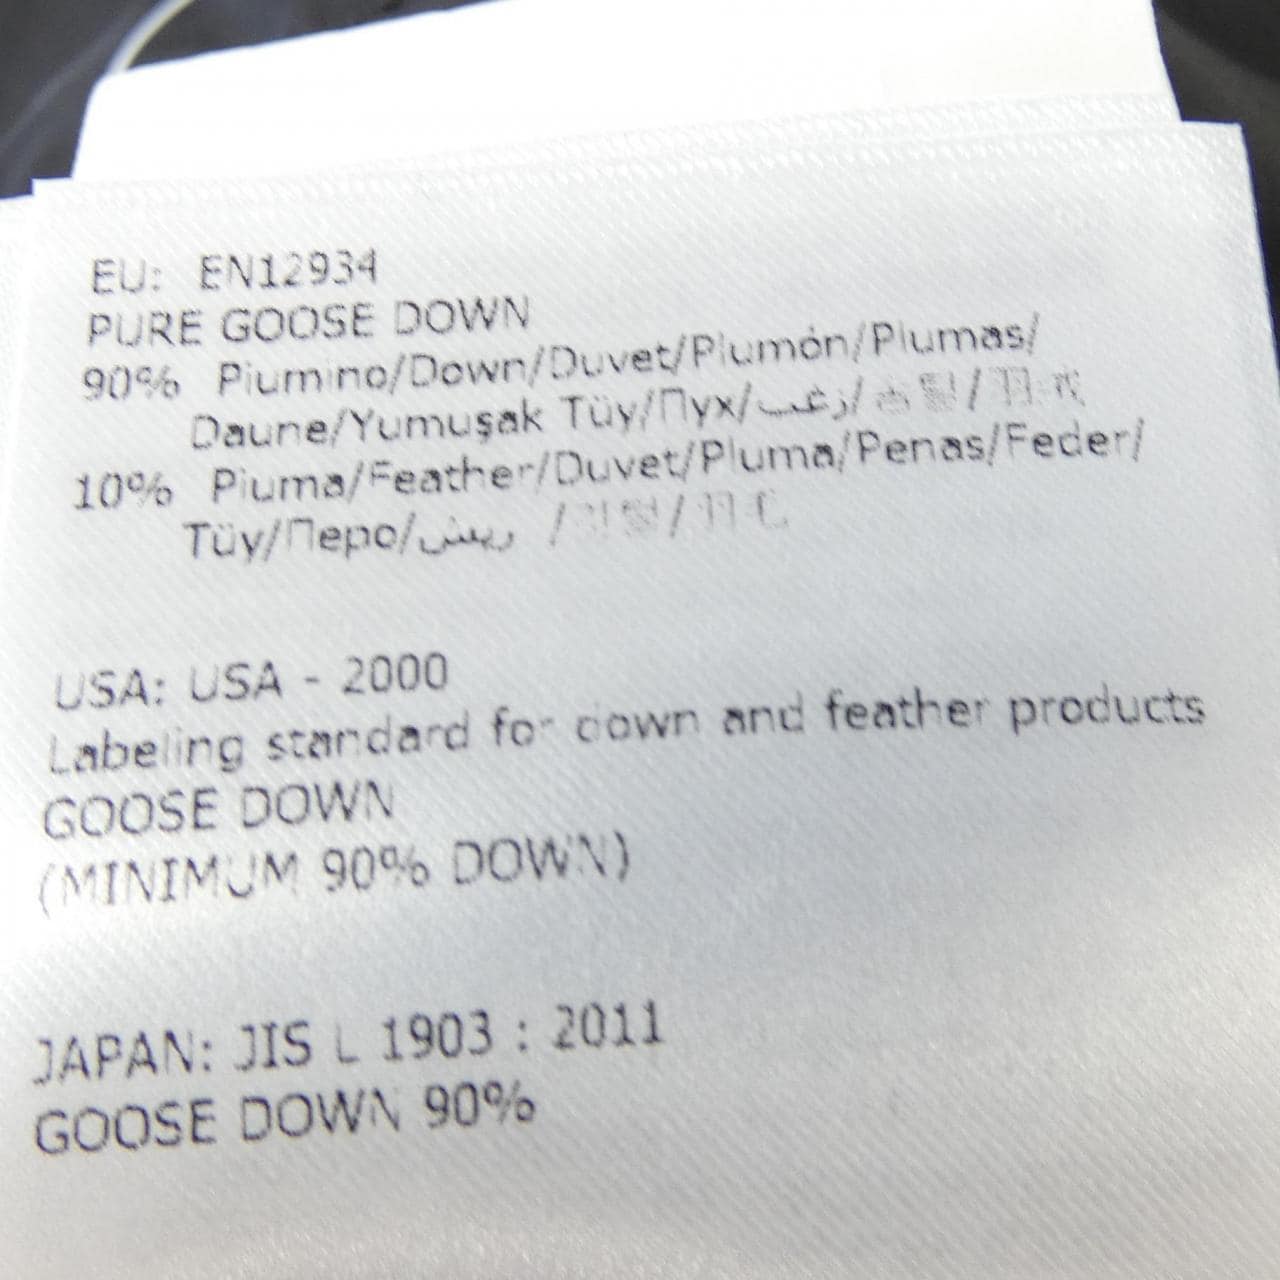 EU: EN12934
PURE GOOSE DOWN
90% Piumino/Down/Duvet/Plumón/Plumas/
Daune/Yumuşak Tüy/Пух/زغب/
10% Piuma/Feather/Duvet/Pluma/Penas/Feder/
Tüy/Перо/ريش /
USA: USA - 2000
Labeling standard for down and feather products
GOOSE DOWN
(MINIMUM 90% DOWN)
JAPAN: JIS L 1903 : 2011
GOOSE DOWN 90%